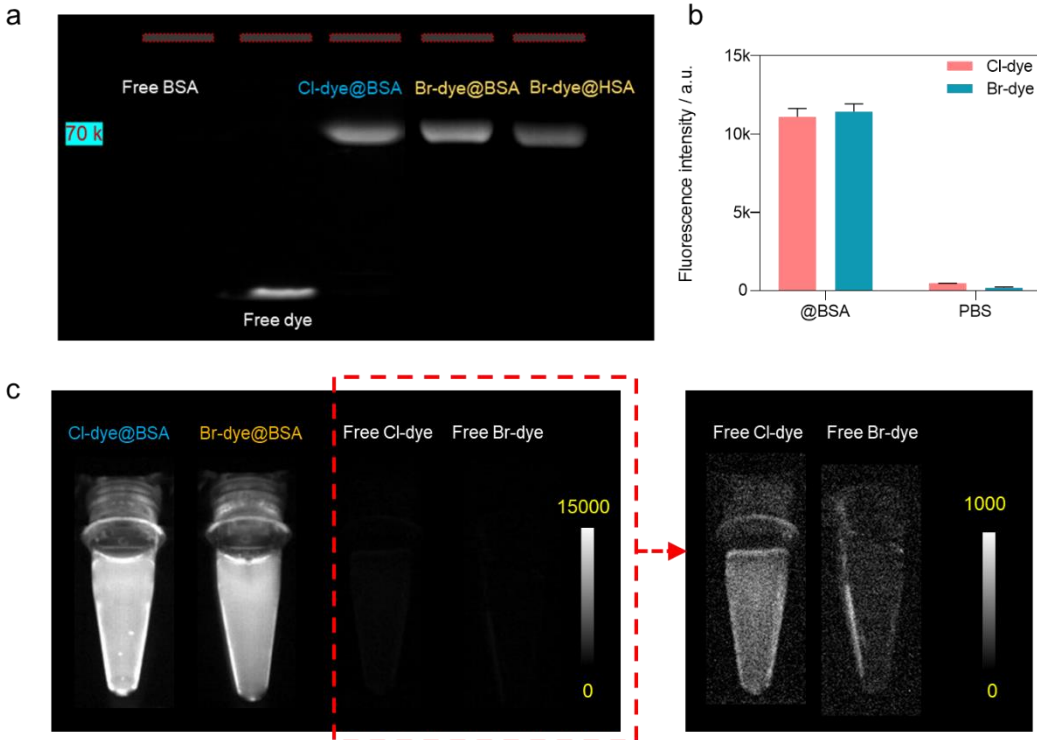 a
Free BSA
Cl-dye@BSA
Br-dye@BSA
Br-dye@HSA
70 k
Free dye
b
Fluorescence intensity / a.u.
15k
10k
5k
0
Cl-dye
Br-dye
@BSA
PBS
c
Cl-dye@BSA
Br-dye@BSA
Free Cl-dye
Free Br-dye
15000
0
Free Cl-dye
Free Br-dye
1000
0